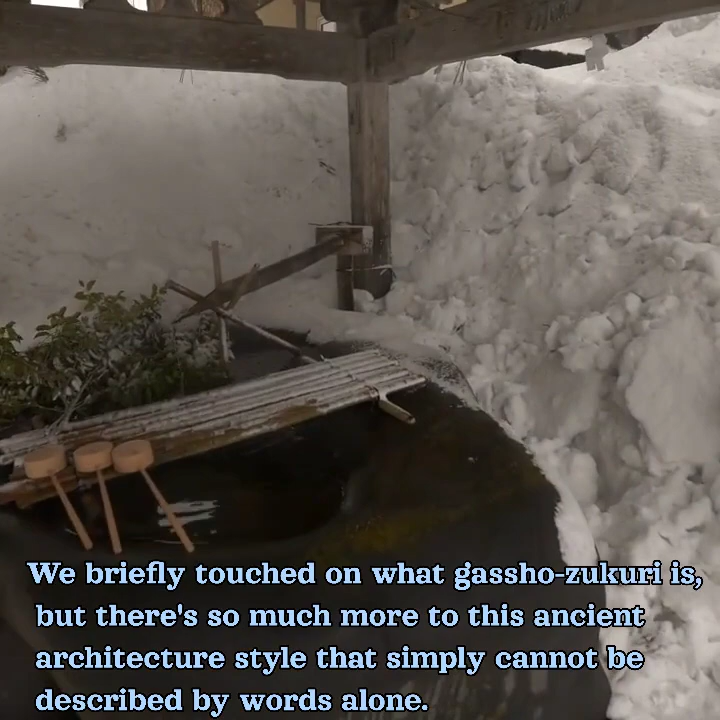 We briefly touched on what gassho-zukuri is,
but there's so much more to this ancient
architecture style that simply cannot be
described by words alone.